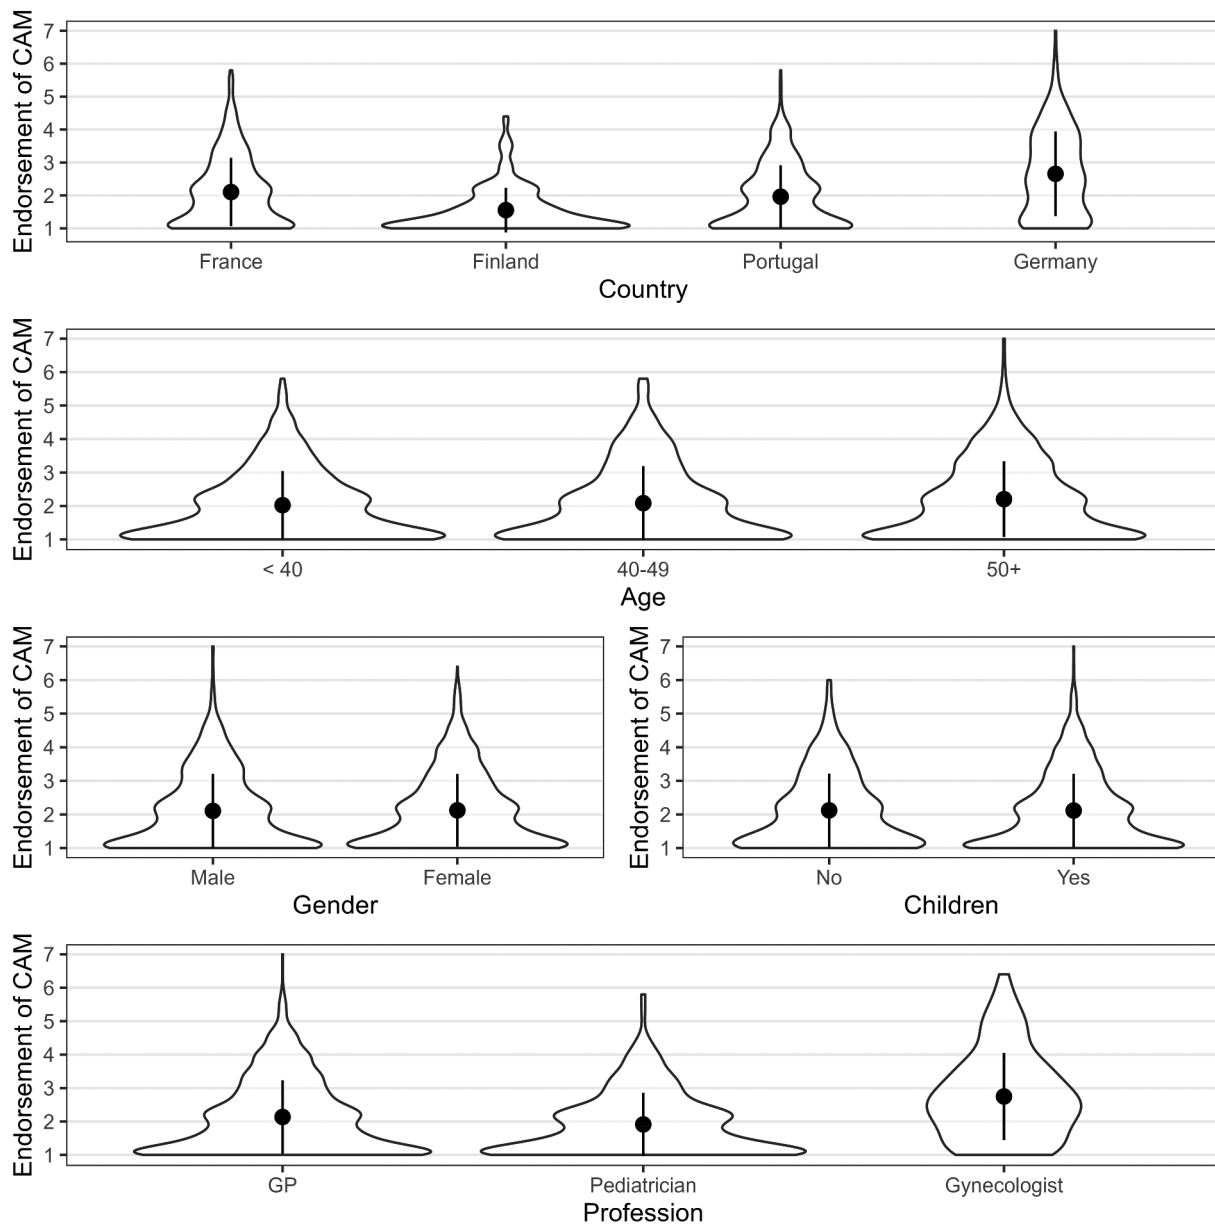 Endorsement of CAM
7
6
5
4
3
2
1
France Finland Portugal Germany
Country
Endorsement of CAM
7
6
5
4
3
2
1
< 40 40-49 50+
Age
Endorsement of CAM
7
6
5
4
3
2
1
Male Female
Gender
Endorsement of CAM
7
6
5
4
3
2
1
No Yes
Children
Endorsement of CAM
7
6
5
4
3
2
1
GP Pediatrician Gynecologist
Profession